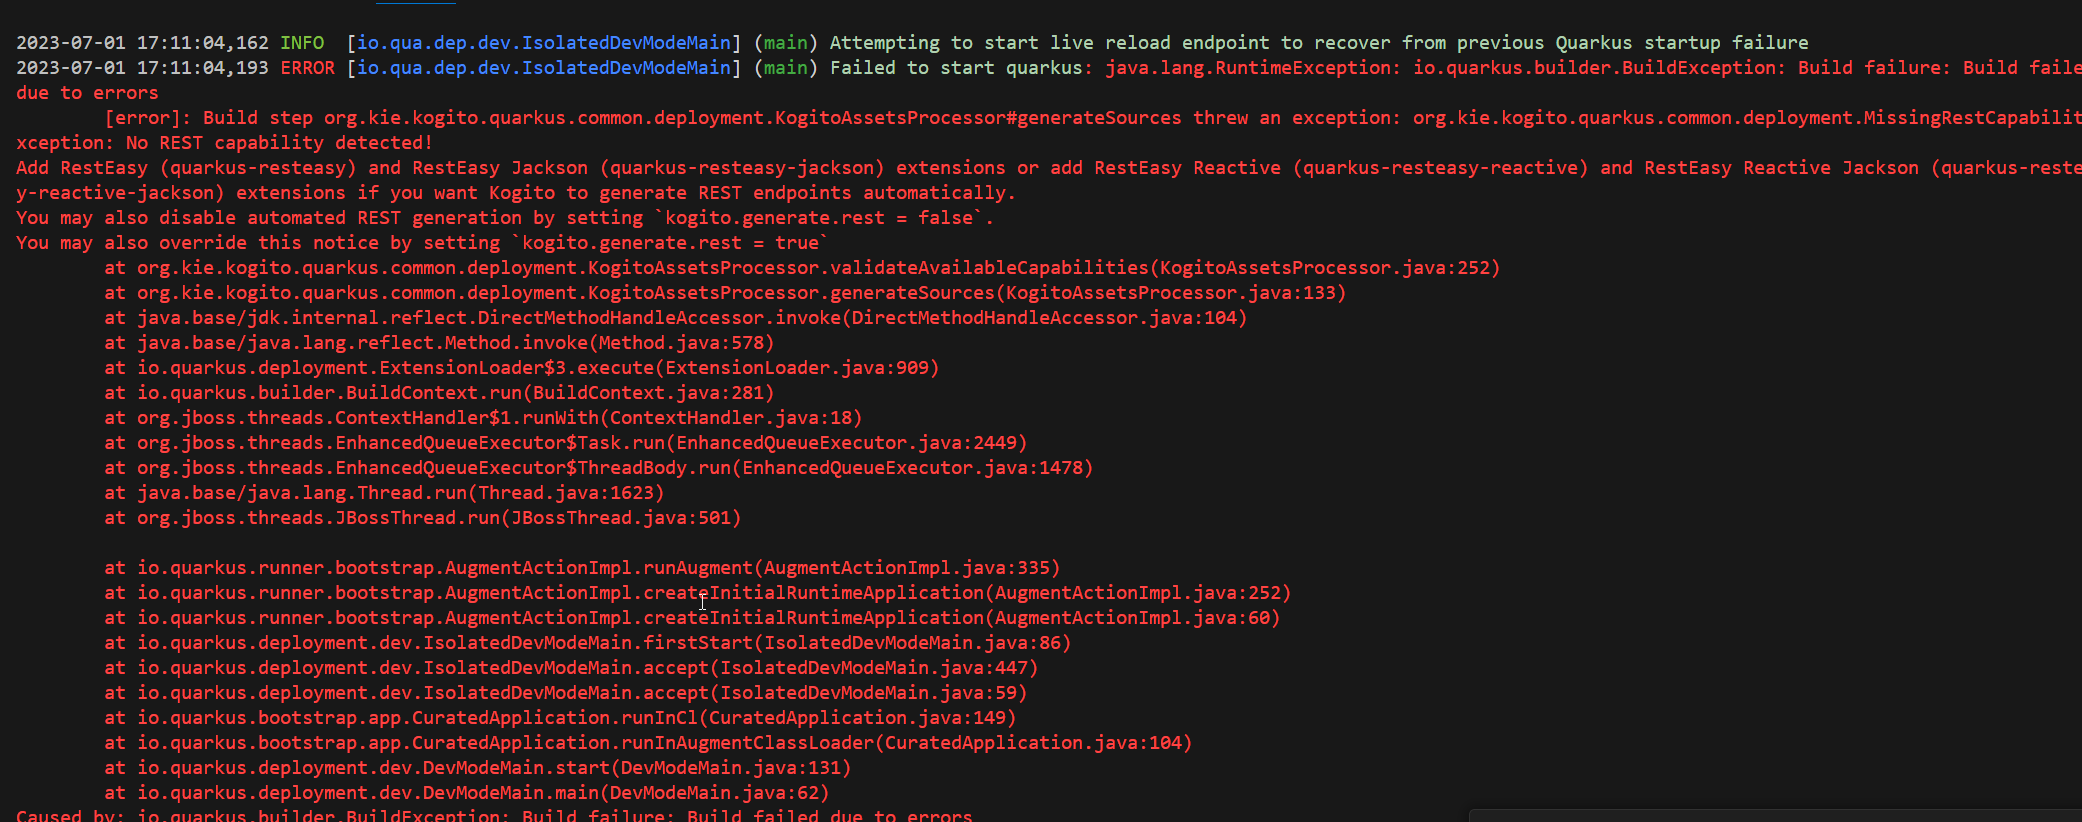 2023-07-01 17:11:04,162 INFO  [io.qua.dep.dev.IsolatedDevModeMain] (main) Attempting to start live reload endpoint to recover from previous Quarkus startup failure
2023-07-01 17:11:04,193 ERROR [io.qua.dep.dev.IsolatedDevModeMain] (main) Failed to start quarkus: java.lang.RuntimeException: io.quarkus.builder.BuildException: Build failure: Build faile
due to errors
        [error]: Build step org.kie.kogito.quarkus.common.deployment.KogitoAssetsProcessor#generateSources threw an exception: org.kie.kogito.quarkus.common.deployment.MissingRestCapabilit
xception: No REST capability detected!
Add RestEasy (quarkus-resteasy) and RestEasy Jackson (quarkus-resteasy-jackson) extensions or add RestEasy Reactive (quarkus-resteasy-reactive) and RestEasy Reactive Jackson (quarkus-reste
y-reactive-jackson) extensions if you want Kogito to generate REST endpoints automatically.
You may also disable automated REST generation by setting `kogito.generate.rest = false`.
You may also override this notice by setting `kogito.generate.rest = true`
        at org.kie.kogito.quarkus.common.deployment.KogitoAssetsProcessor.validateAvailableCapabilities(KogitoAssetsProcessor.java:252)
        at org.kie.kogito.quarkus.common.deployment.KogitoAssetsProcessor.generateSources(KogitoAssetsProcessor.java:133)
        at java.base/jdk.internal.reflect.DirectMethodHandleAccessor.invoke(DirectMethodHandleAccessor.java:104)
        at java.base/java.lang.reflect.Method.invoke(Method.java:578)
        at io.quarkus.deployment.ExtensionLoader$3.execute(ExtensionLoader.java:909)
        at io.quarkus.builder.BuildContext.run(BuildContext.java:281)
        at org.jboss.threads.ContextHandler$1.runWith(ContextHandler.java:18)
        at org.jboss.threads.EnhancedQueueExecutor$Task.run(EnhancedQueueExecutor.java:2449)
        at org.jboss.threads.EnhancedQueueExecutor$ThreadBody.run(EnhancedQueueExecutor.java:1478)
        at java.base/java.lang.Thread.run(Thread.java:1623)
        at org.jboss.threads.JBossThread.run(JBossThread.java:501)

        at io.quarkus.runner.bootstrap.AugmentActionImpl.runAugment(AugmentActionImpl.java:335)
        at io.quarkus.runner.bootstrap.AugmentActionImpl.createInitialRuntimeApplication(AugmentActionImpl.java:252)
        at io.quarkus.runner.bootstrap.AugmentActionImpl.createInitialRuntimeApplication(AugmentActionImpl.java:60)
        at io.quarkus.deployment.dev.IsolatedDevModeMain.firstStart(IsolatedDevModeMain.java:86)
        at io.quarkus.deployment.dev.IsolatedDevModeMain.accept(IsolatedDevModeMain.java:447)
        at io.quarkus.deployment.dev.IsolatedDevModeMain.accept(IsolatedDevModeMain.java:59)
        at io.quarkus.bootstrap.app.CuratedApplication.runInCl(CuratedApplication.java:149)
        at io.quarkus.bootstrap.app.CuratedApplication.runInAugmentClassLoader(CuratedApplication.java:104)
        at io.quarkus.deployment.dev.DevModeMain.start(DevModeMain.java:131)
        at io.quarkus.deployment.dev.DevModeMain.main(DevModeMain.java:62)
Caused by: io.quarkus.builder.BuildException: Build failure: Build failed due to errors